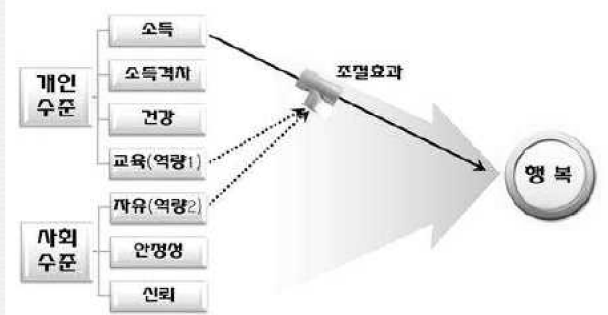 소득
소득격차
건강
교육(역량1)
개인
수준
자유(역량2)
안정성
신뢰
사회
수준
조절효과
행 복